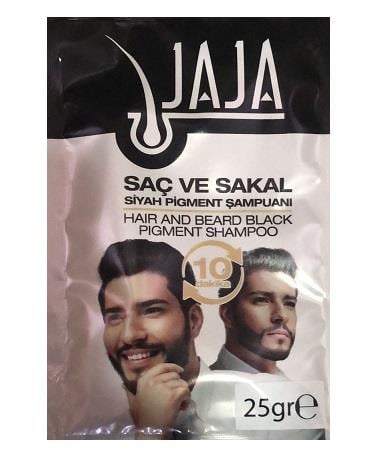 JAJA
SAÇ VE SAKAL
SİYAH PİGMENT ŞAMPUANI
HAIR AND BEARD BLACK
PIGMENT SHAMPOO
10
dakika
25gr℮